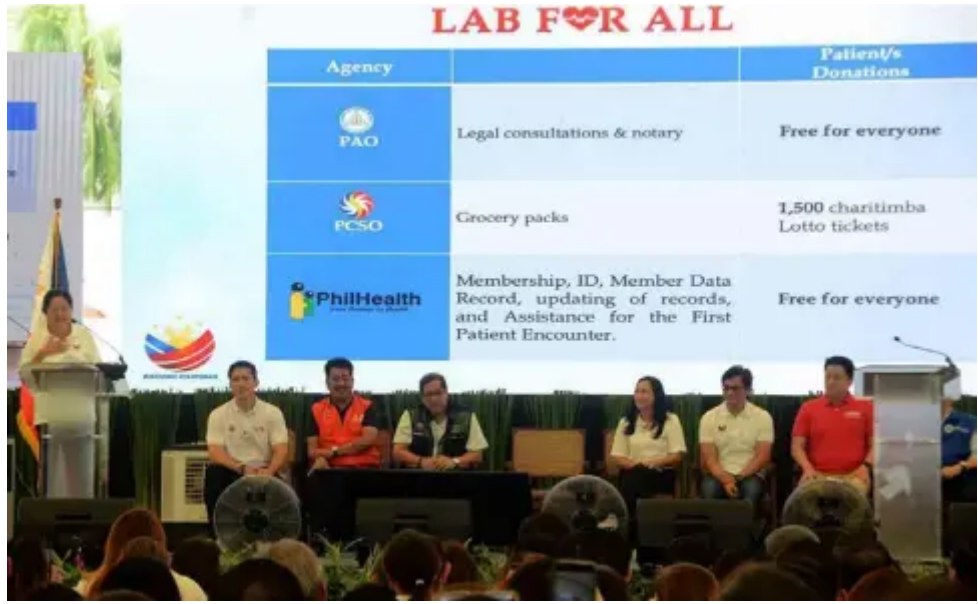 LAB FOR ALL
Agency
Patient/s
Donations
PAO
Legal consultations & notary
Free for everyone
PCSO
Grocery packs
1,500 charitimba
Lotto tickets
PhilHealth
Membership, ID, Member Data
Record, updating of records,
and Assistance for the First
Patient Encounter.
Free for everyone